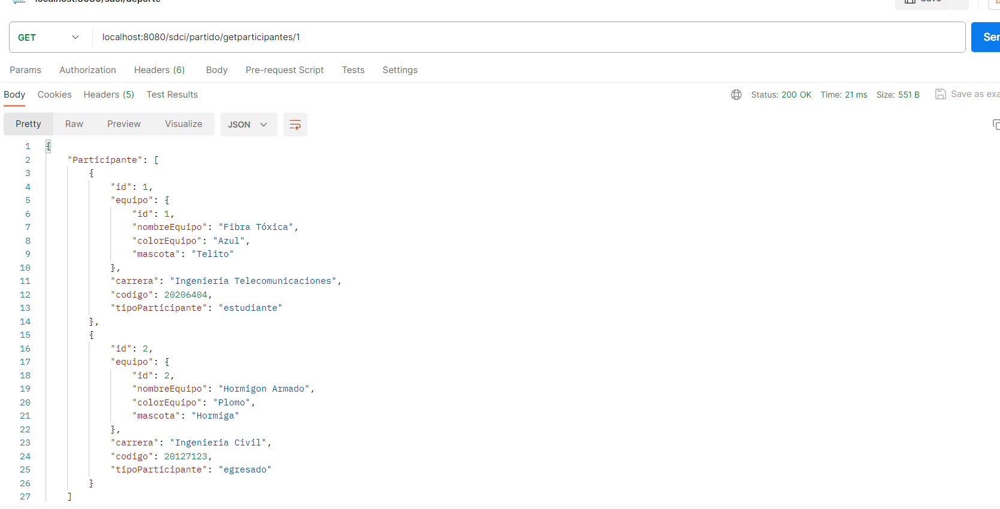 localhost:8080/sdci/deporte Save
GET localhost:8080/sdci/partido/getparticipantes/1
Params Authorization Headers (6) Body Pre-request Script Tests Settings
Body Cookies Headers (5) Test Results Status: 200 OK Time: 21 ms Size: 551 B Save as
Pretty Raw Preview Visualize JSON
1 {
2 "Participante": [
3 {
4 "id": 1,
5 "equipo": {
6 "id": 1,
7 "nombreEquipo": "Fibra Tóxica",
8 "colorEquipo": "Azul",
9 "mascota": "Telito"
10 },
11 "carrera": "Ingenieria Telecomunicaciones",
12 "codigo": 20206404,
13 "tipoParticipante": "estudiante"
14 },
15 {
16 "id": 2,
17 "equipo": {
18 "id": 2,
19 "nombreEquipo": "Hormigon Armado",
20 "colorEquipo": "Plomo",
21 "mascota": "Hormiga"
22 },
23 "carrera": "Ingenieria Civil",
24 "codigo": 20127123,
25 "tipoParticipante": "egresado"
26 }
27 ]